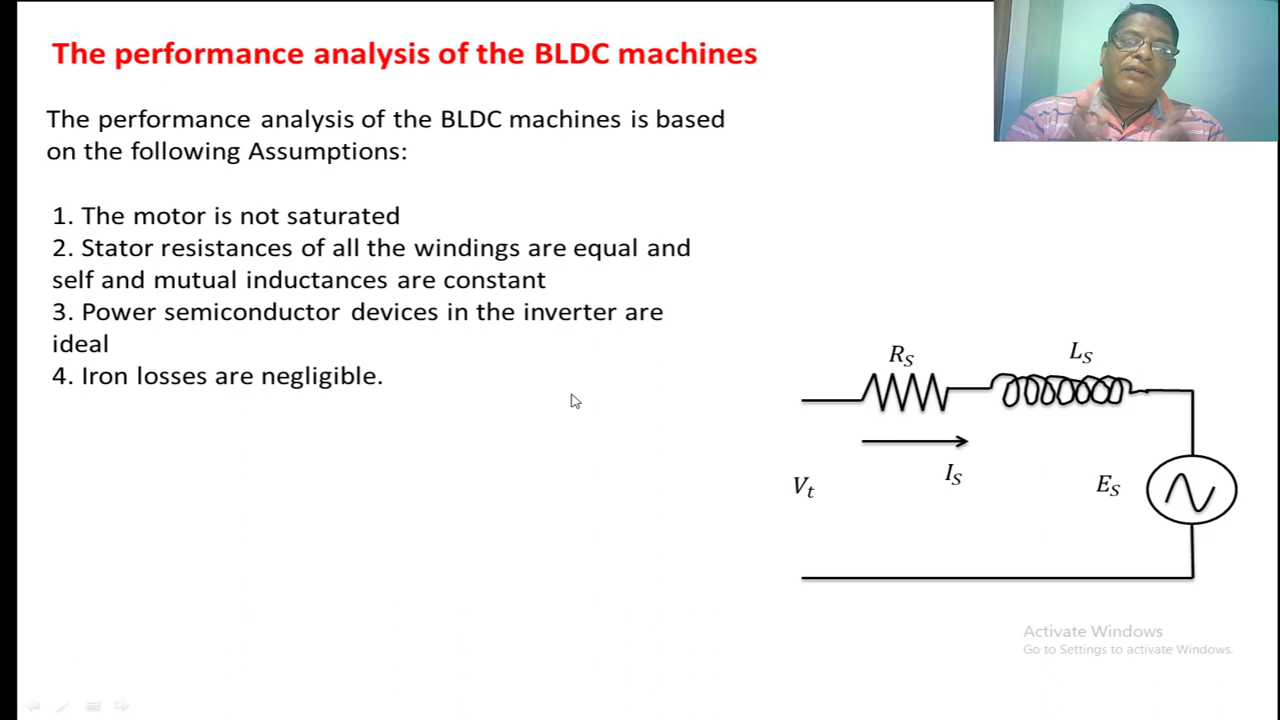 The performance analysis of the BLDC machines
The performance analysis of the BLDC machines is based
on the following Assumptions:
1. The motor is not saturated
2. Stator resistances of all the windings are equal and
self and mutual inductances are constant
3. Power semiconductor devices in the inverter are
ideal
4. Iron losses are negligible.
R_S
L_S
I_S
V_t
E_S
Activate Windows
Go to Settings to activate Windows.